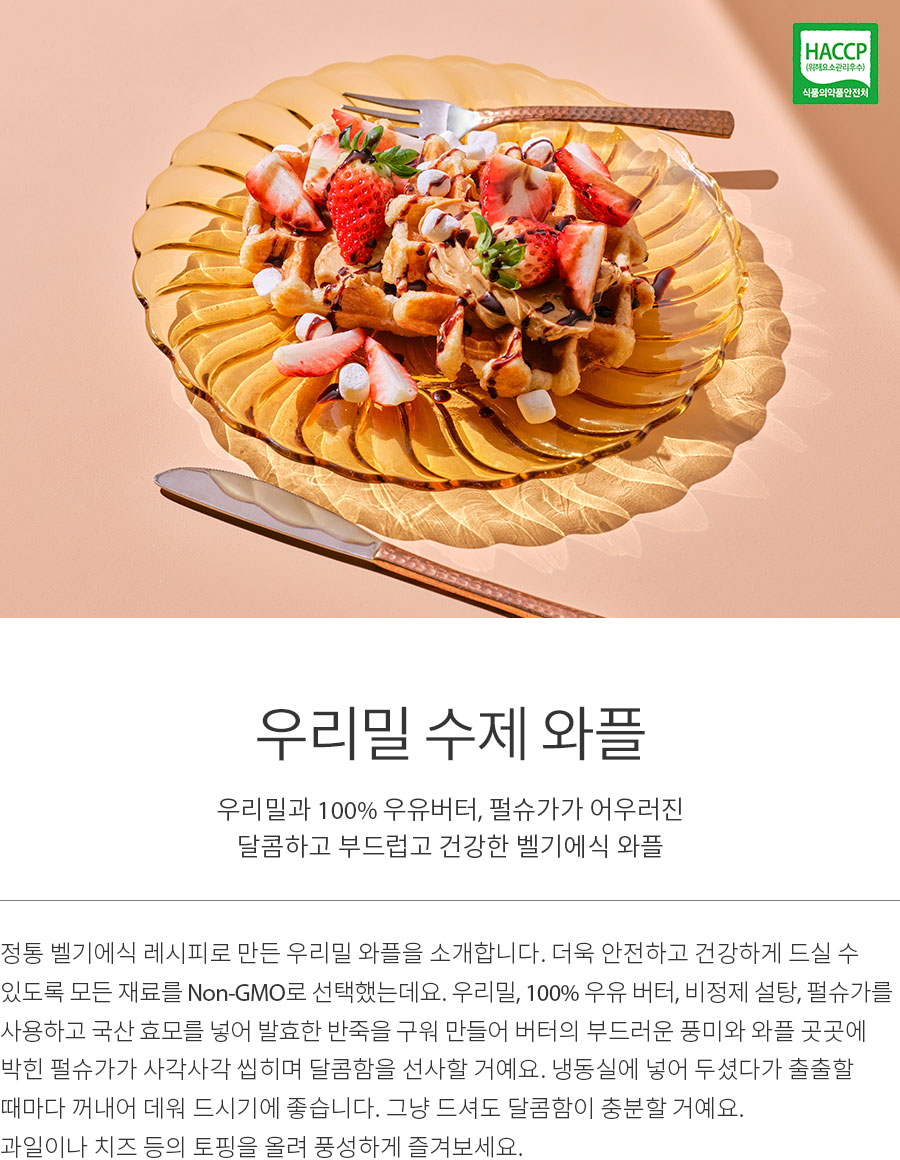 HACCP
(위해요소관리우수)
식품의약품안전처
우리밀 수제 와플
우리밀과 100% 우유버터, 펄슈가가 어우러진
달콤하고 부드럽고 건강한 벨기에식 와플
정통 벨기에식 레시피로 만든 우리밀 와플을 소개합니다. 더욱 안전하고 건강하게 드실 수
있도록 모든 재료를 Non-GMO로 선택했는데요. 우리밀, 100% 우유 버터, 비정제 설탕, 펄슈가를
사용하고 국산 효모를 넣어 발효한 반죽을 구워 만들어 버터의 부드러운 풍미와 와플 곳곳에
박힌 펄슈가가 사각사각 씹히며 달콤함을 선사할 거예요. 냉동실에 넣어 두셨다가 출출할
때마다 꺼내어 데워 드시기에 좋습니다. 그냥 드셔도 달콤함이 충분할 거예요.
과일이나 치즈 등의 토핑을 올려 풍성하게 즐겨보세요.